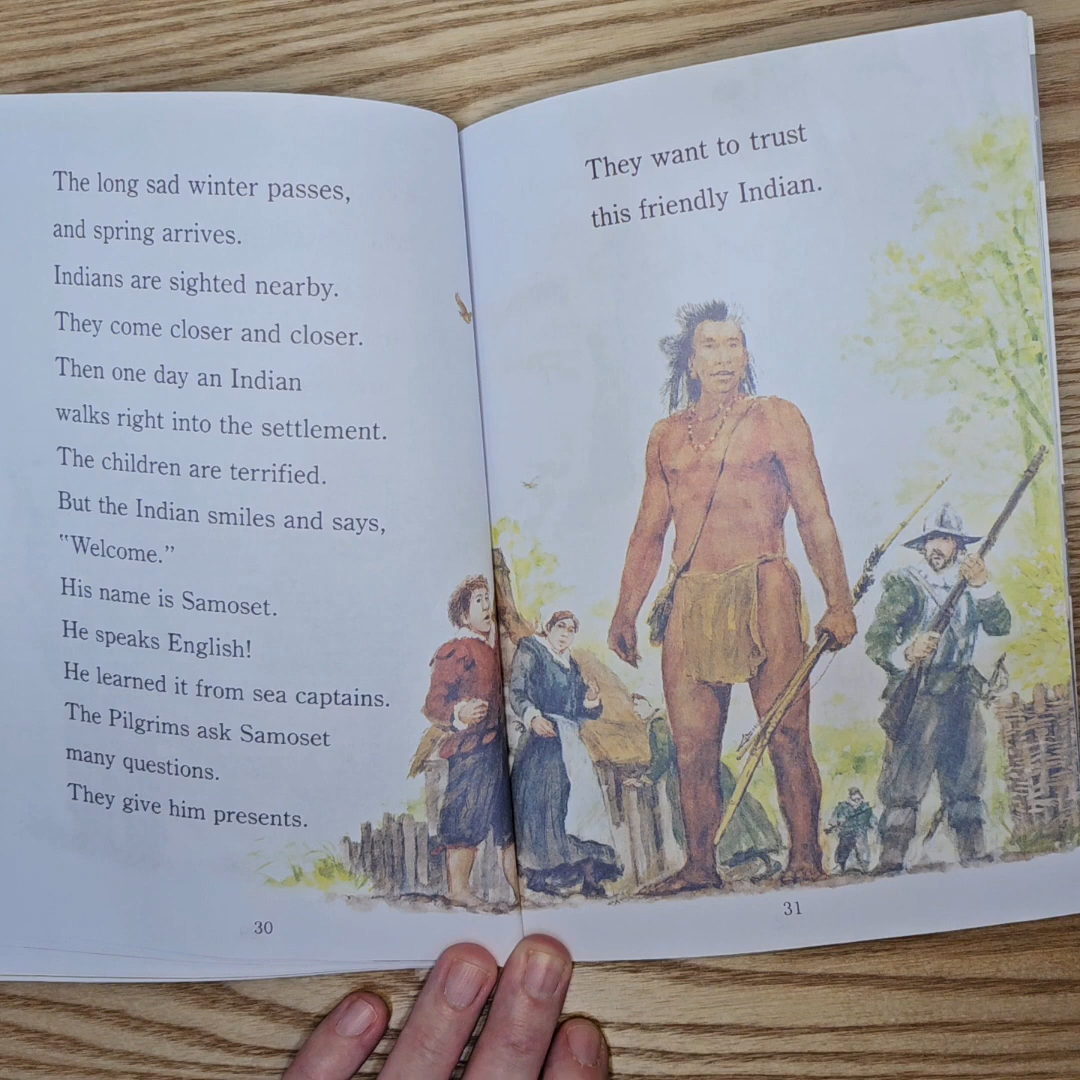 The long sad winter passes,
and spring arrives.
Indians are sighted nearby.
They come closer and closer.
Then one day an Indian
walks right into the settlement.
The children are terrified.
But the Indian smiles and says,
“Welcome.”
His name is Samoset.
He speaks English!
He learned it from sea captains.
The Pilgrims ask Samoset
many questions.
They give him presents.
30
They want to trust
this friendly Indian.
31